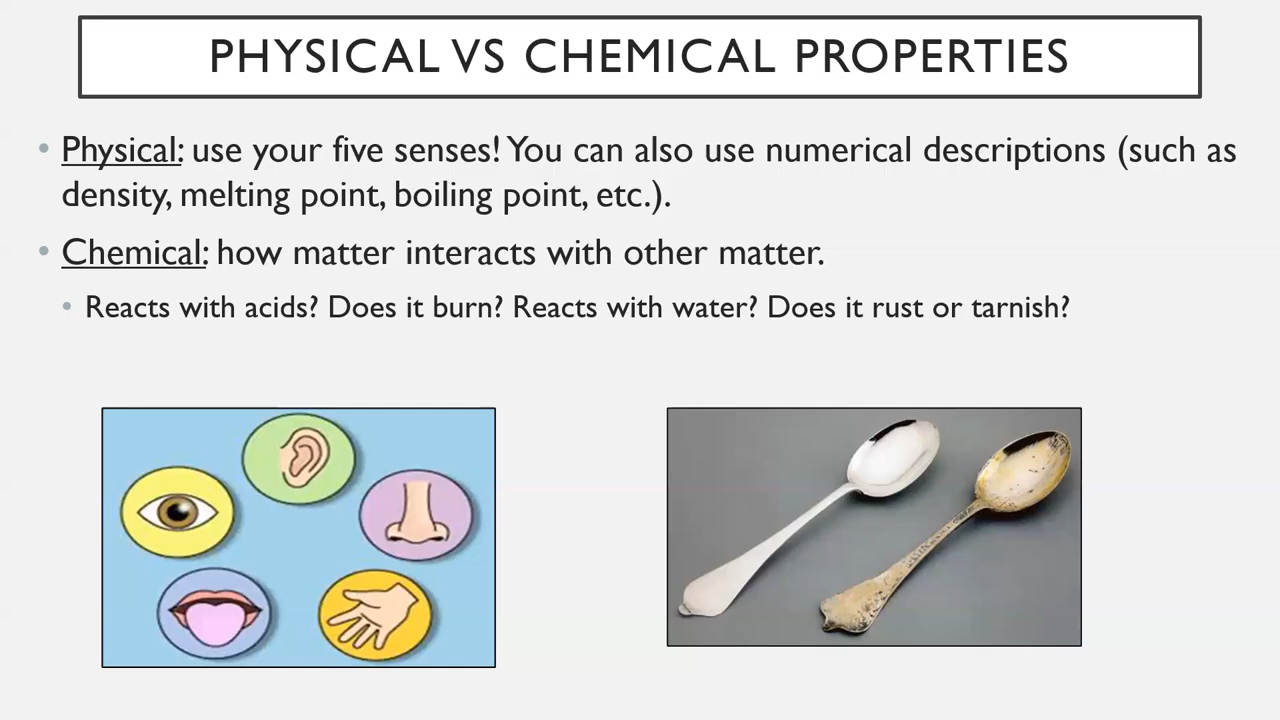 PHYSICAL VS CHEMICAL PROPERTIES
• Physical: use your five senses! You can also use numerical descriptions (such as
density, melting point, boiling point, etc.).
• Chemical: how matter interacts with other matter.
• Reacts with acids? Does it burn? Reacts with water? Does it rust or tarnish?